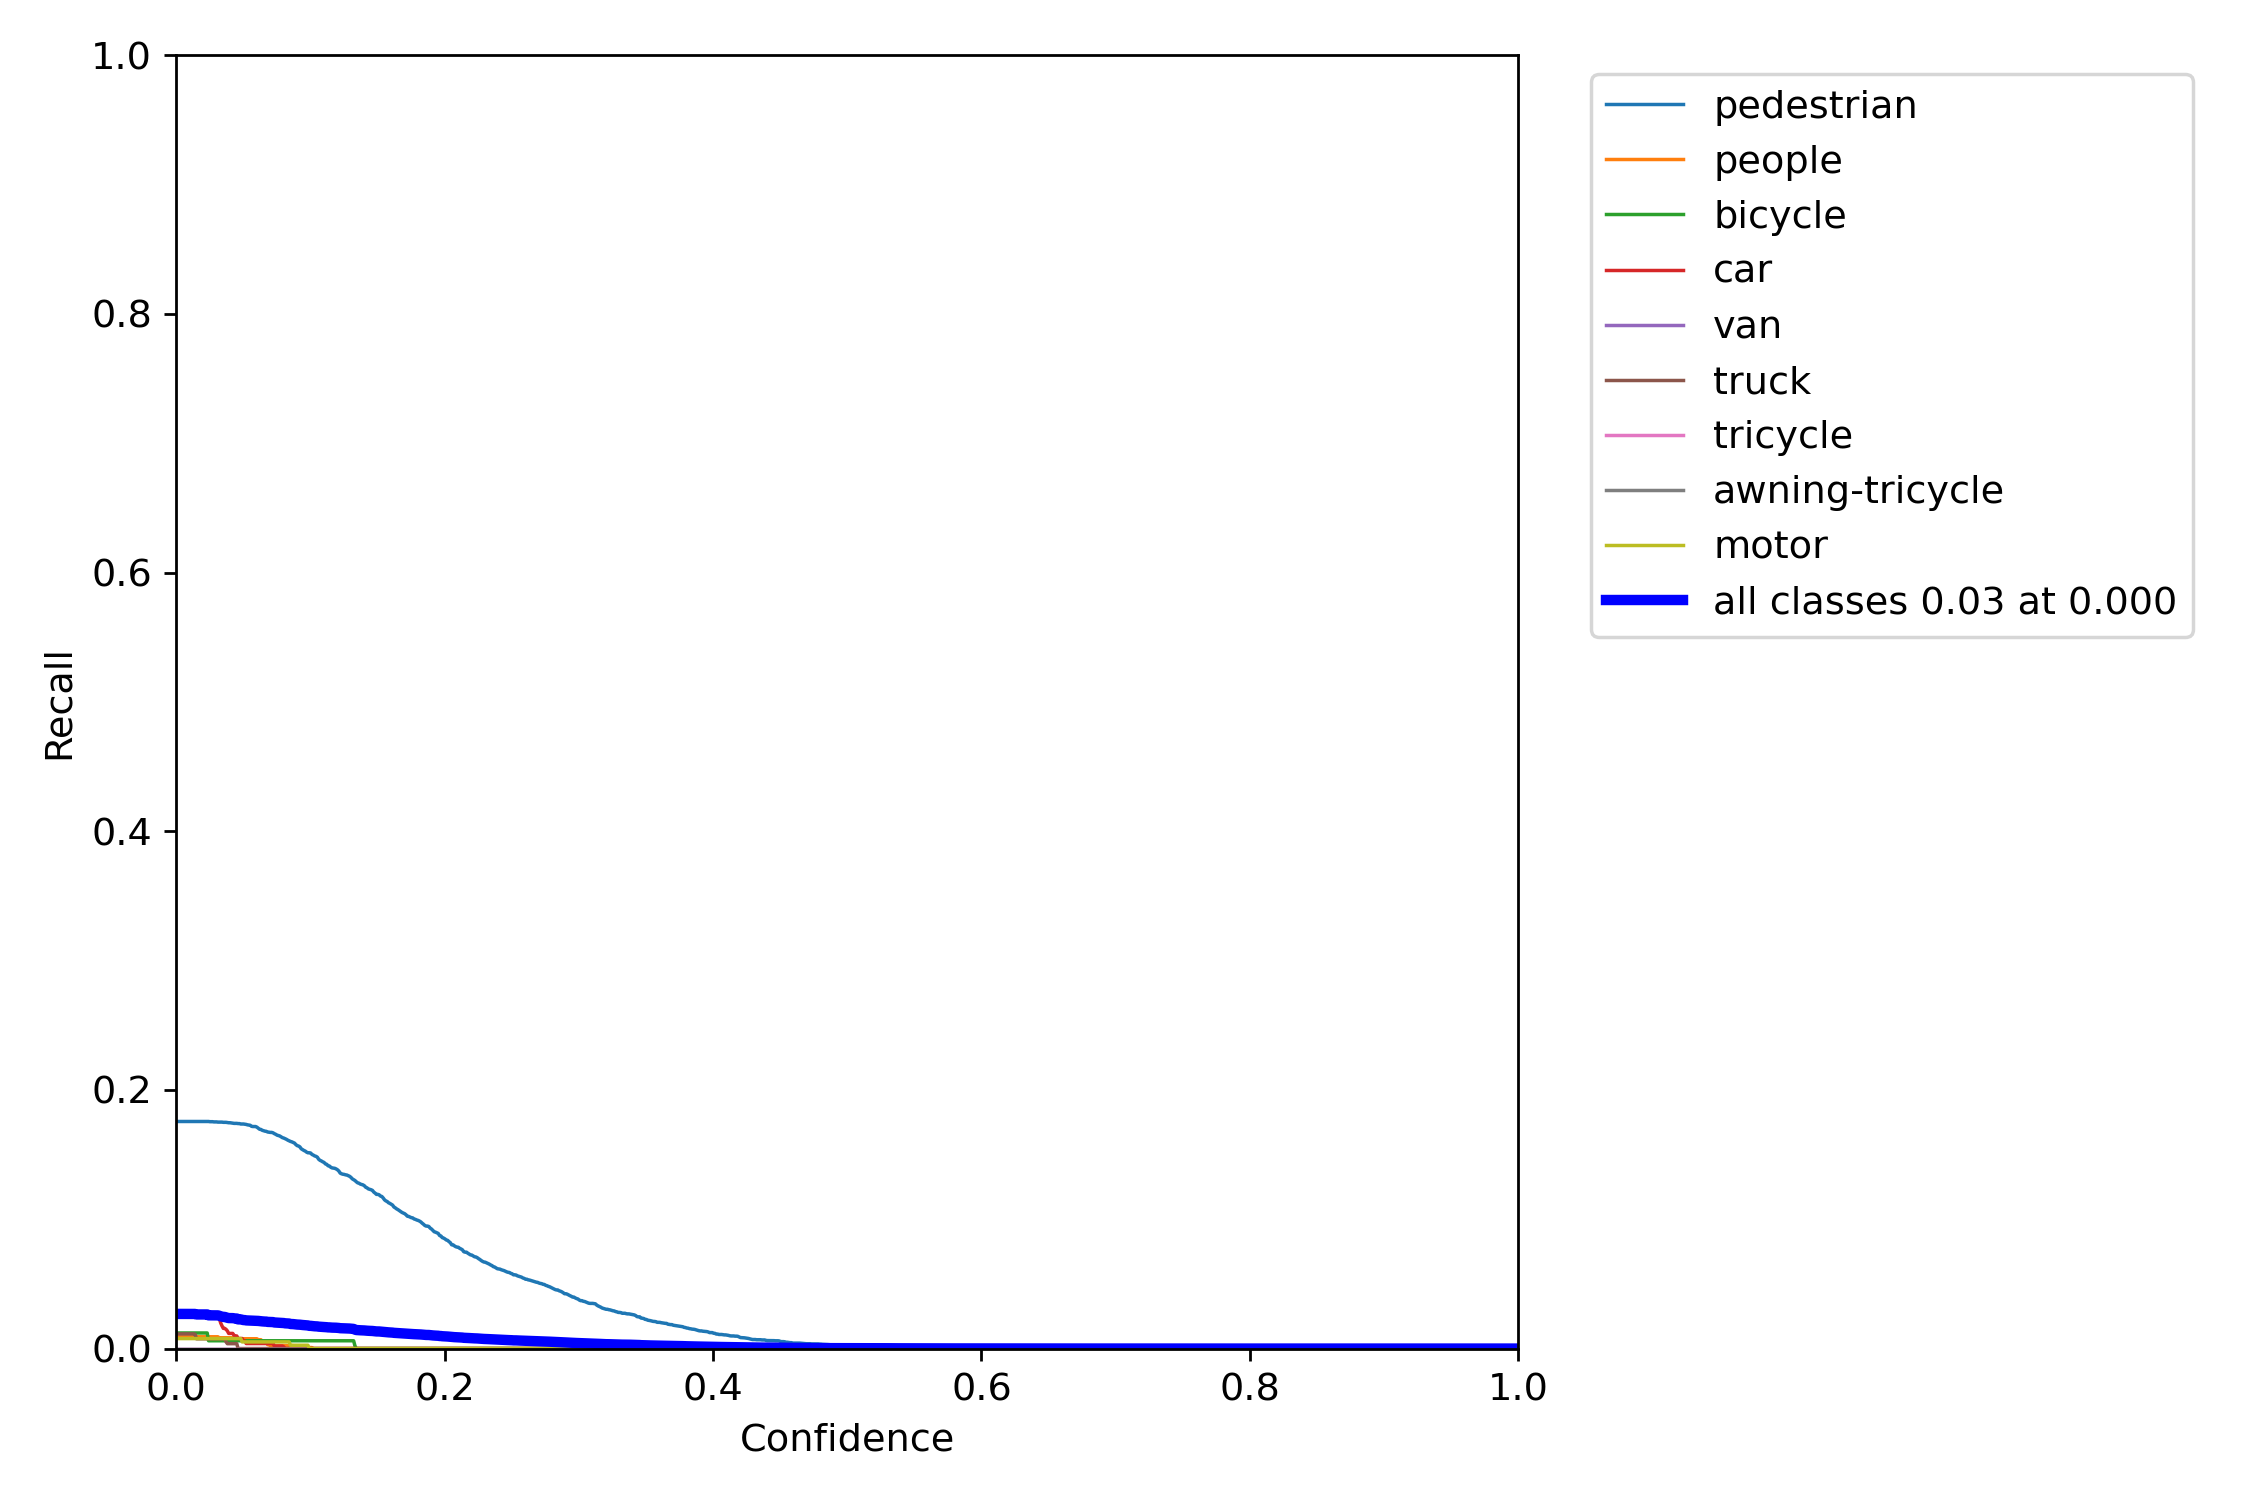 1.0
0.8
0.6
0.4
0.2
0.0
Recall
0.0 0.2 0.4 0.6 0.8 1.0
Confidence
pedestrian
people
bicycle
car
van
truck
tricycle
awning-tricycle
motor
all classes 0.03 at 0.000